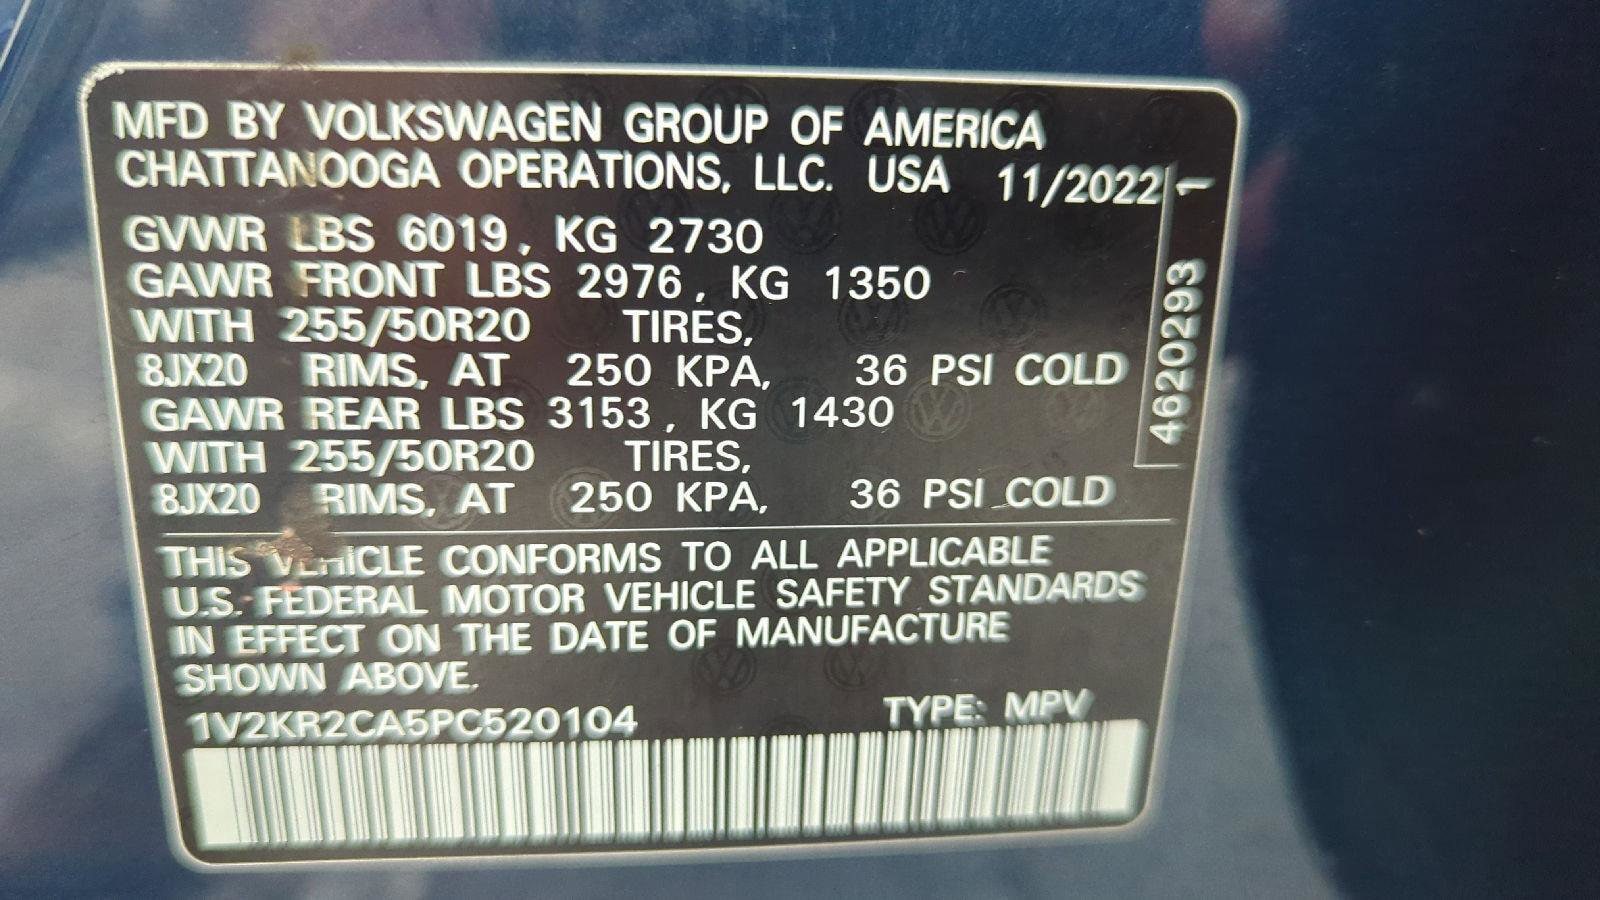 MFD BY VOLKSWAGEN GROUP OF AMERICA
CHATTANOOGA OPERATIONS, LLC. USA 11/2022
GVWR LBS 6019, KG 2730
GAWR FRONT LBS 2976, KG 1350
WITH 255/50R20 TIRES,
8JX20 RIMS, AT 250 KPA, 36 PSI COLD
GAWR REAR LBS 3153, KG 1430
WITH 255/50R20 TIRES,
8JX20 RIMS, AT 250 KPA, 36 PSI COLD
THIS VEHICLE CONFORMS TO ALL APPLICABLE
U.S. FEDERAL MOTOR VEHICLE SAFETY STANDARDS
IN EFFECT ON THE DATE OF MANUFACTURE
SHOWN ABOVE.
1V2KR2CA5PC520104 TYPE: MPV
460293 1